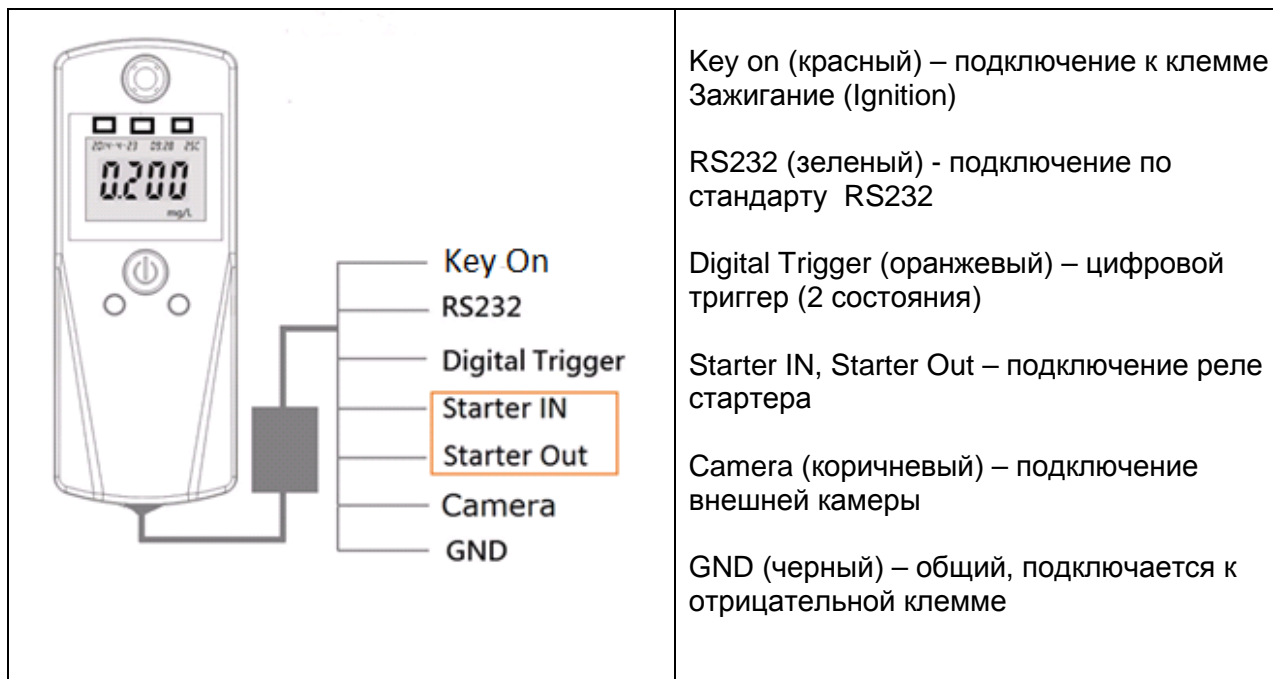 2014-4-23 09:28 25C
0.200
mg/L
Key On
RS232
Digital Trigger
Starter IN
Starter Out
Camera
GND
Key on (красный) – подключение к клемме
Зажигание (Ignition)
RS232 (зеленый) - подключение по
стандарту RS232
Digital Trigger (оранжевый) – цифровой
триггер (2 состояния)
Starter IN, Starter Out – подключение реле
стартера
Camera (коричневый) – подключение
внешней камеры
GND (черный) – общий, подключается к
отрицательной клемме